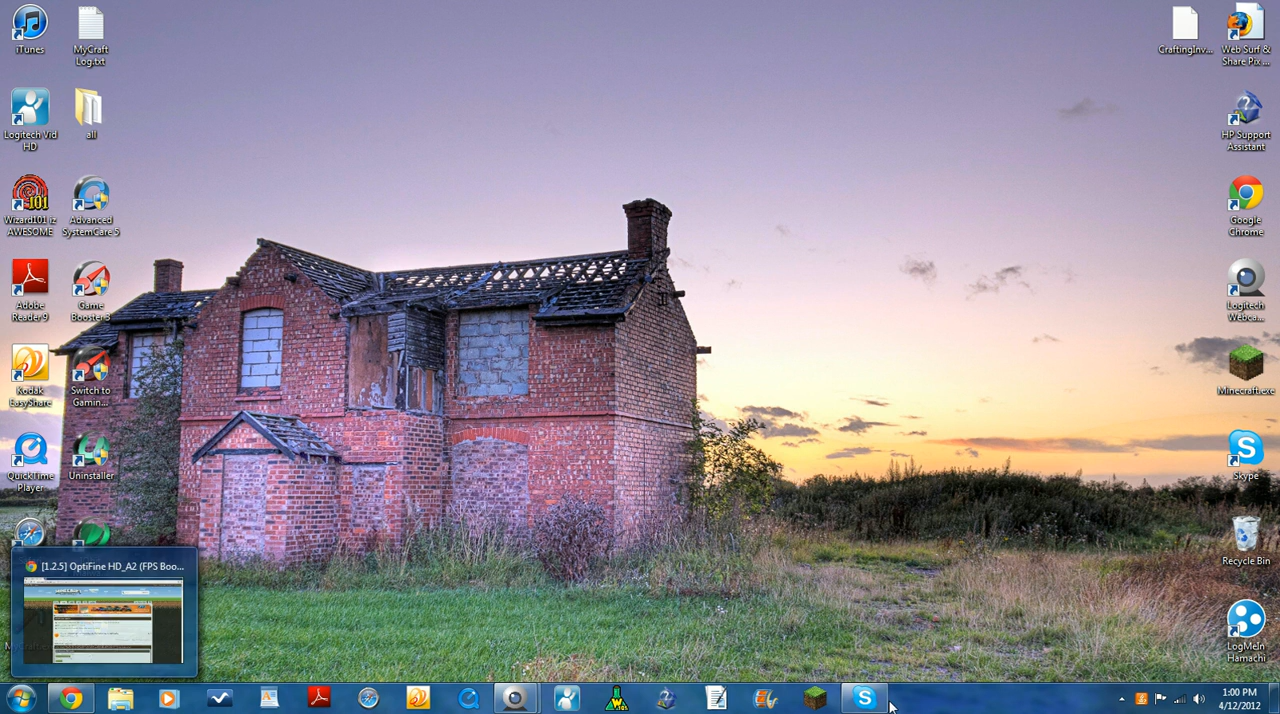 iTunes
MyCraft
Log.txt
CraftingInv...
Web Surf &
Share Pix ...
Logitech Vid
HD
all
HP Support
Assistant
Wizard101 iz
AWESOME
Advanced
SystemCare 5
Google
Chrome
Adobe
Reader 9
Game
Booster 3
Logitech
Webca...
Kodak
EasyShare
Switch to
Gamin...
Minecraft.exe
QuickTime
Player
Uninstaller
Skype
Recycle Bin
[1.2.5] OptiFine HD_A2 (FPS Boo...
LogMeIn
Hamachi
1:00 PM
4/12/2012